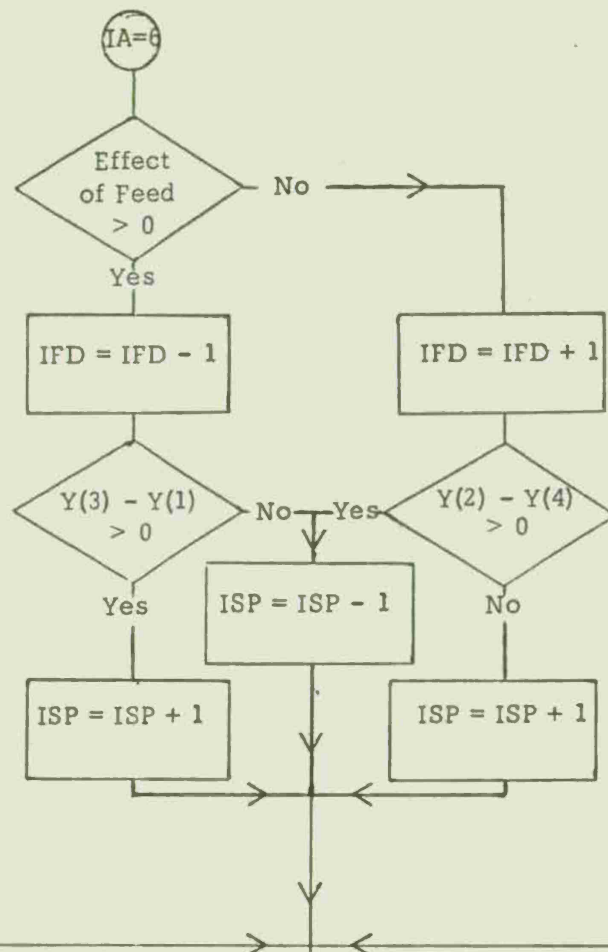 IA=6
Effect
of Feed
> 0
No
Yes
IFD = IFD - 1
IFD = IFD + 1
Y(3) - Y(1)
> 0
No
Yes
Y(2) - Y(4)
> 0
Yes
ISP = ISP - 1
No
ISP = ISP + 1
ISP = ISP + 1